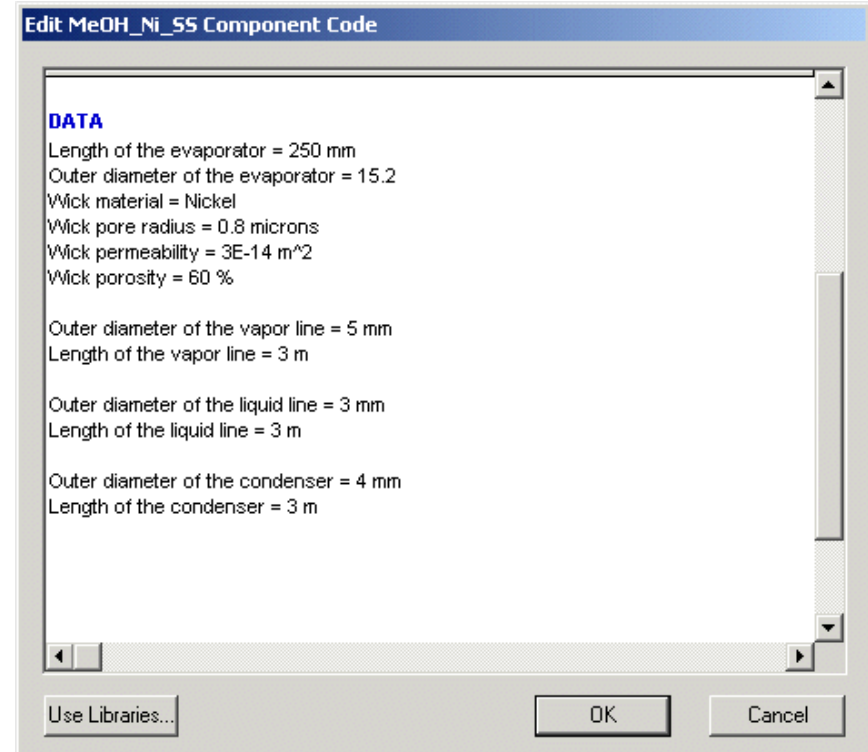 Edit MeOH_Ni_SS Component Code
DATA
Length of the evaporator = 250 mm
Outer diameter of the evaporator = 15.2
Wick material = Nickel
Wick pore radius = 0.8 microns
Wick permeability = 3E-14 m^2
Wick porosity = 60 %
Outer diameter of the vapor line = 5 mm
Length of the vapor line = 3 m
Outer diameter of the liquid line = 3 mm
Length of the liquid line = 3 m
Outer diameter of the condenser = 4 mm
Length of the condenser = 3 m
Use Libraries... OK Cancel